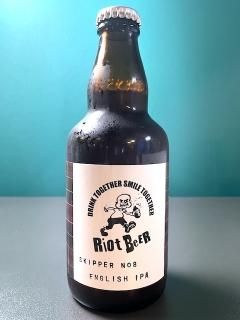 DRINK TOGETHER SMILE TOGETHER
RiOT BEER
SKIPPER NO8
ENGLISH IPA